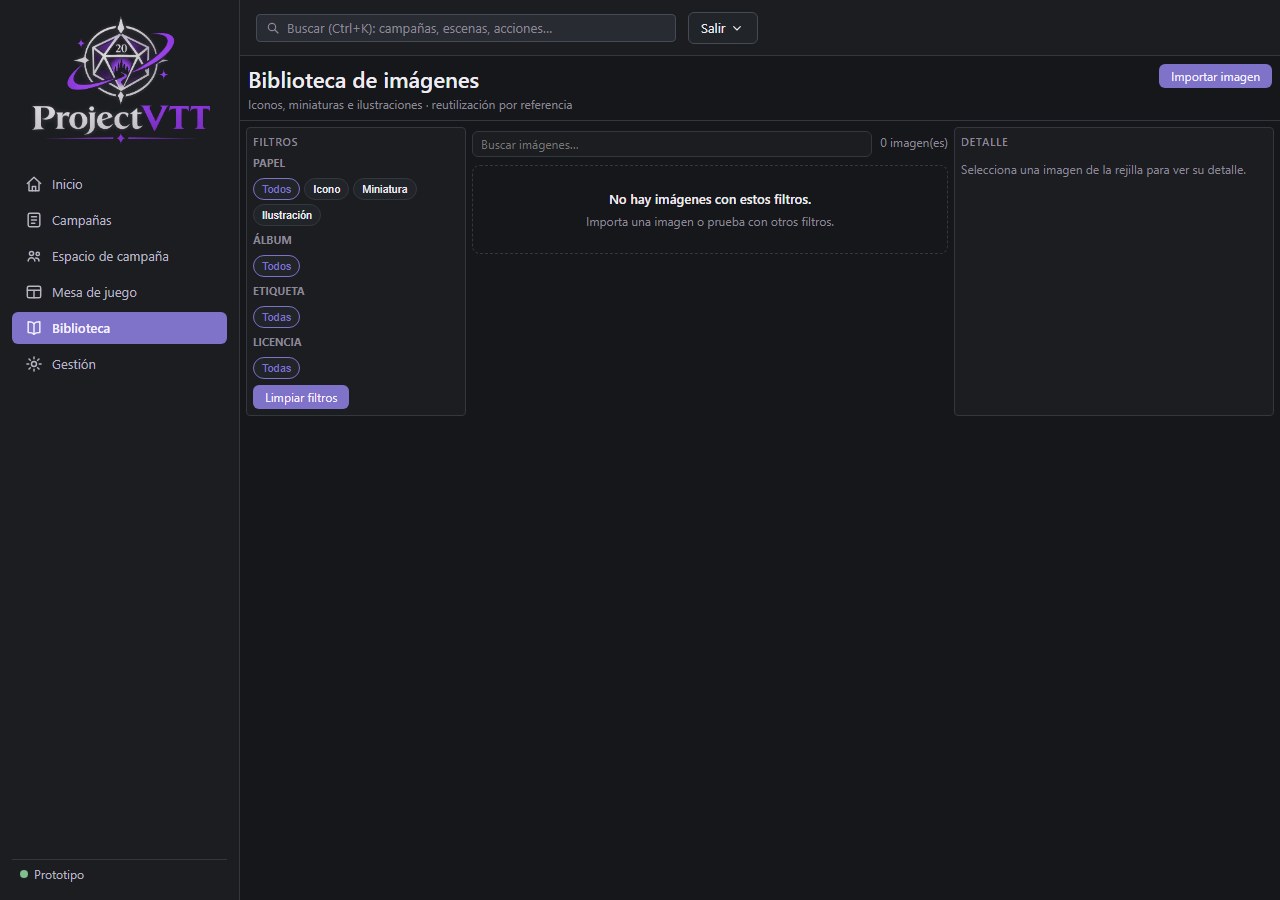 20
ProjectVTT
Inicio
Campañas
Espacio de campaña
Mesa de juego
Biblioteca
Gestión
Prototipo
Buscar (Ctrl+K): campañas, escenas, acciones...
Salir
Biblioteca de imágenes
Iconos, miniaturas e ilustraciones · reutilización por referencia
Importar imagen
FILTROS
PAPEL
Todos Icono Miniatura
Ilustración
ÁLBUM
Todos
ETIQUETA
Todas
LICENCIA
Todas
Limpiar filtros
Buscar imágenes...
0 imagen(es)
No hay imágenes con estos filtros.
Importa una imagen o prueba con otros filtros.
DETALLE
Selecciona una imagen de la rejilla para ver su detalle.